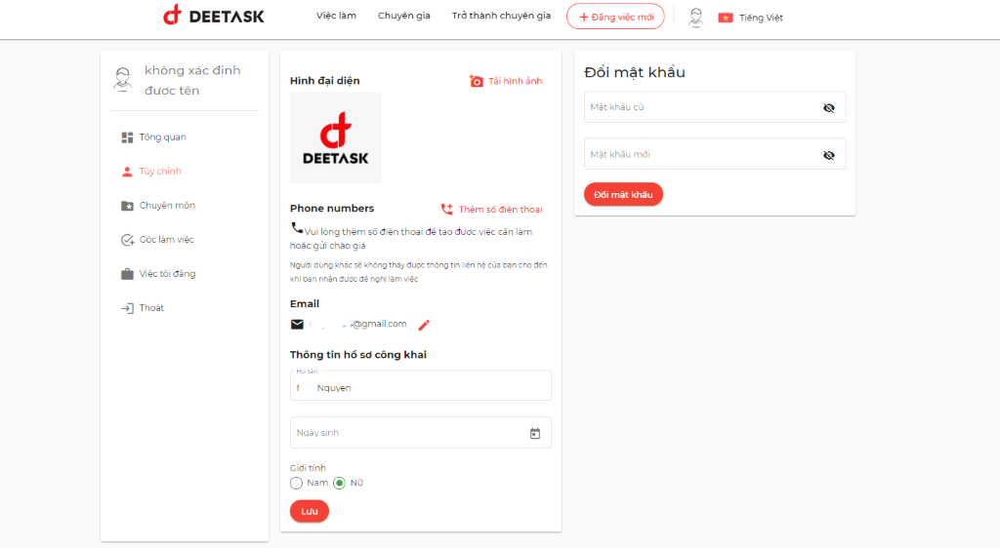 DEETASK
Việc làm
Chuyên gia
Trở thành chuyên gia
+ Đăng việc mới
Tiếng Việt
không xác đinh
được tên
Tổng quan
Tùy chỉnh
Chuyên môn
Góc làm việc
Việc tôi đăng
Thoát
Hình đại diện
Tải hình ảnh
DEETASK
Phone numbers
Thêm số điện thoại
Vui lòng thêm số điện thoại để tạo được việc cần làm
hoặc gửi chào giá
Người dùng khác sẽ không thấy được thông tin liên hệ của bạn cho đến
khi bạn nhận được đề nghị làm việc
Email
@gmail.com
Thông tin hồ sơ công khai
Họ tên
Nguyen
Ngày sinh
Giới tính
Nam
Nữ
Lưu
Đổi mật khẩu
Mật khẩu cũ
Mật khẩu mới
Đổi mật khẩu